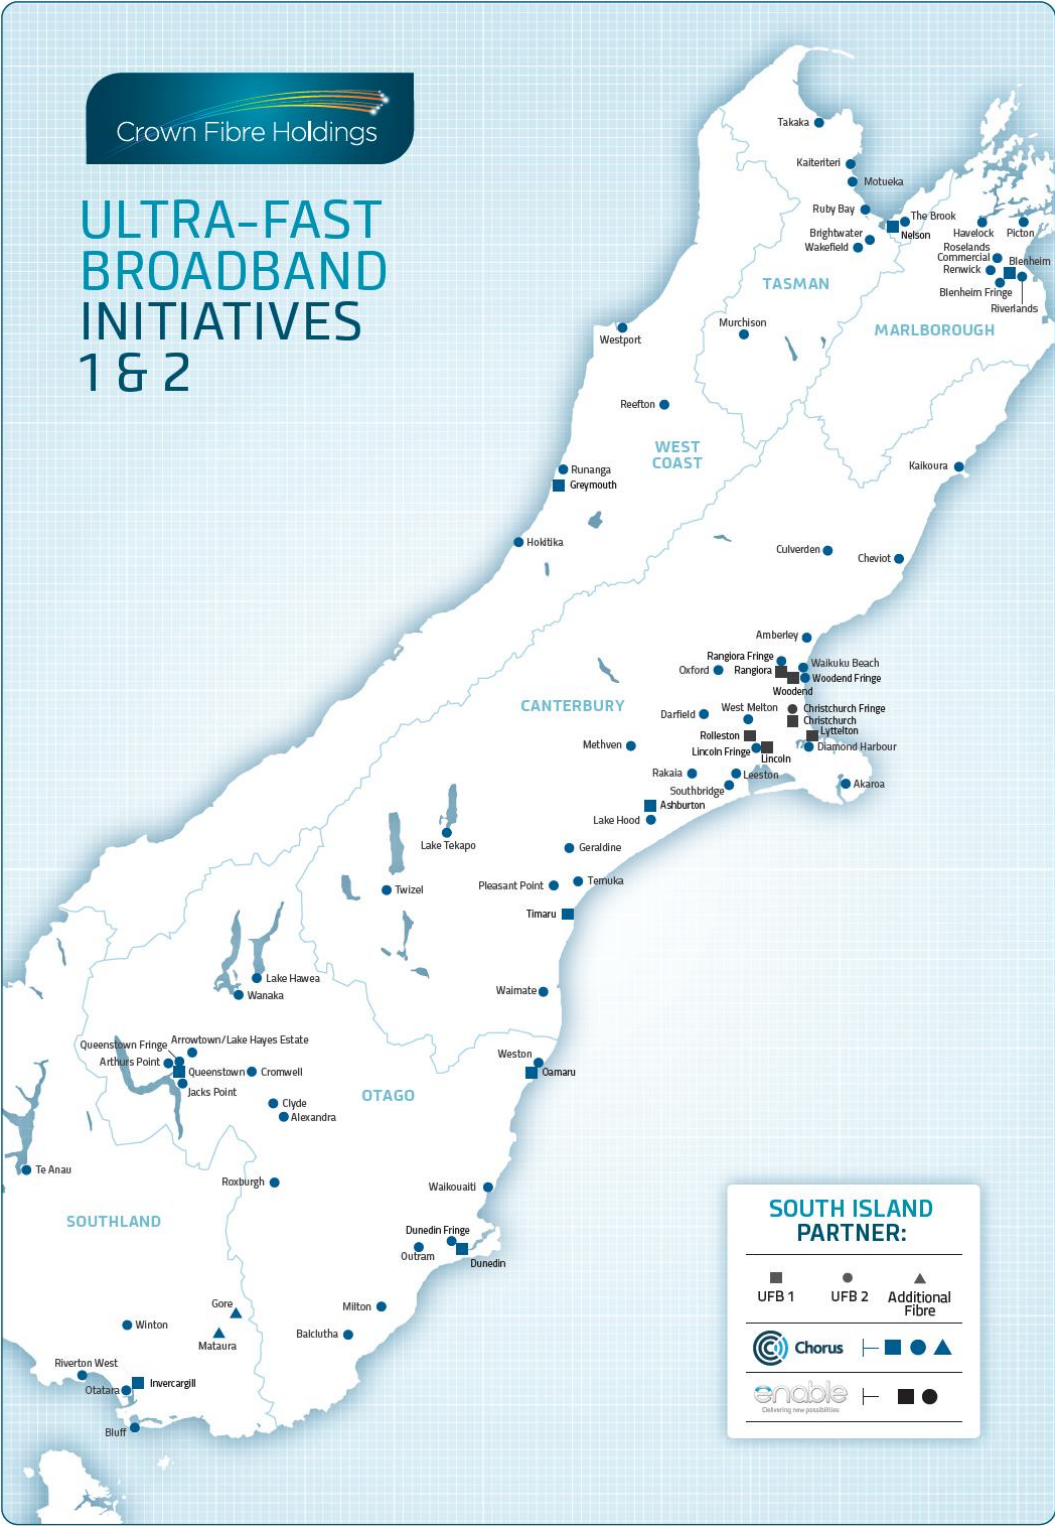 Crown Fibre Holdings
ULTRA-FAST
BROADBAND
INITIATIVES
1 & 2
Takaka
Kaiteriteri
Motueka
Ruby Bay
The Brook
Brightwater
Nelson
Wakefield
Havelock
Picton
Roselands
Commercial
Blenheim
Renwick
Blenheim Fringe
Riverlands
TASMAN
MARLBOROUGH
Murchison
Westport
Reefton
WEST
COAST
Runanga
Greymouth
Kaikoura
Hokitika
Culverden
Cheviot
Amberley
Rangiora Fringe
Waikuku Beach
Oxford
Rangiora
Woodend Fringe
Woodend
CANTERBURY
West Melton
Christchurch Fringe
Darfield
Christchurch
Lyttelton
Rolleston
Methven
Lincoln Fringe
Diamond Harbour
Lincoln
Rakaia
Leeston
Southbridge
Akaroa
Ashburton
Lake Hood
Lake Tekapo
Geraldine
Twizel
Pleasant Point
Temuka
Timaru
Lake Hawea
Wanaka
Waimate
Queenstown Fringe
Arrowtown/Lake Hayes Estate
Arthurs Point
Queenstown
Cromwell
Jacks Point
Weston
Oamaru
OTAGO
Clyde
Alexandra
Te Anau
Roxburgh
Waikouaiti
SOUTHLAND
Dunedin Fringe
Outram
Dunedin
Gore
Milton
Winton
Mataura
Balclutha
Riverton West
Otatara
Invercargill
Bluff
SOUTH ISLAND
PARTNER:
UFB 1
UFB 2
Additional
Fibre
Chorus
enable
Delivering new possibilities